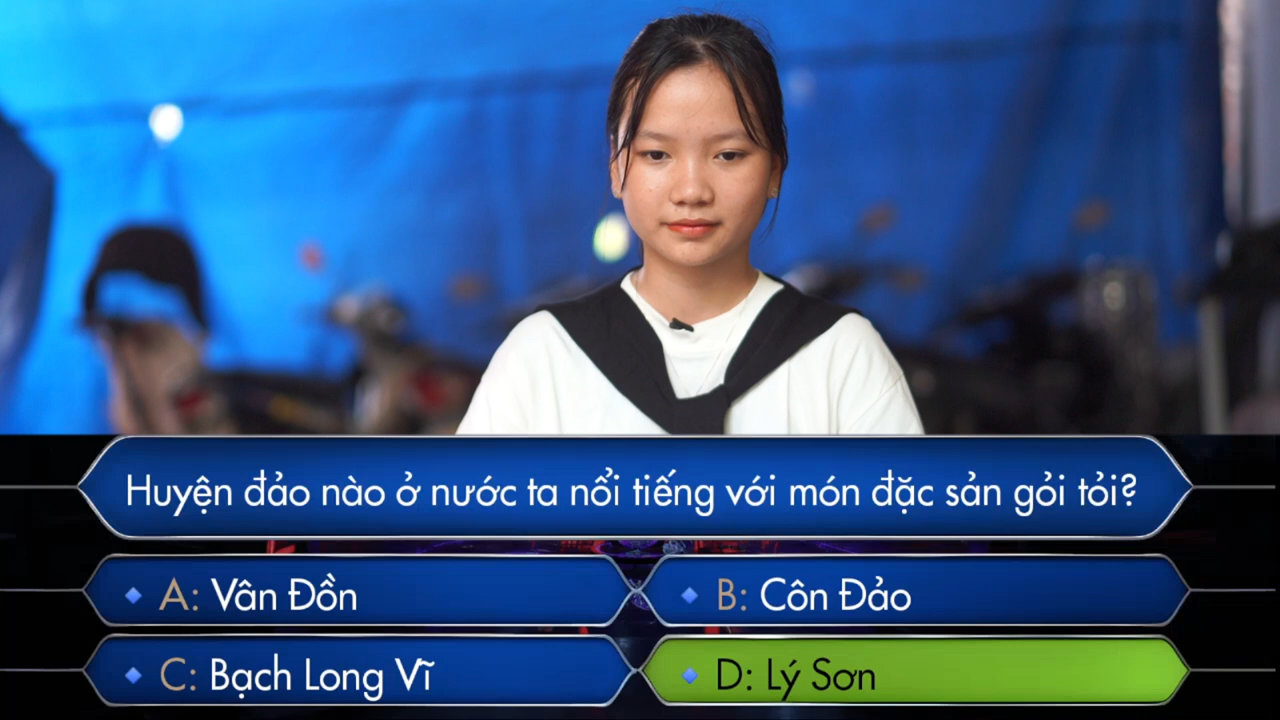 Huyện đảo nào ở nước ta nổi tiếng với món đặc sản gỏi tỏi?
A: Vân Đồn
B: Côn Đảo
C: Bạch Long Vĩ
D: Lý Sơn